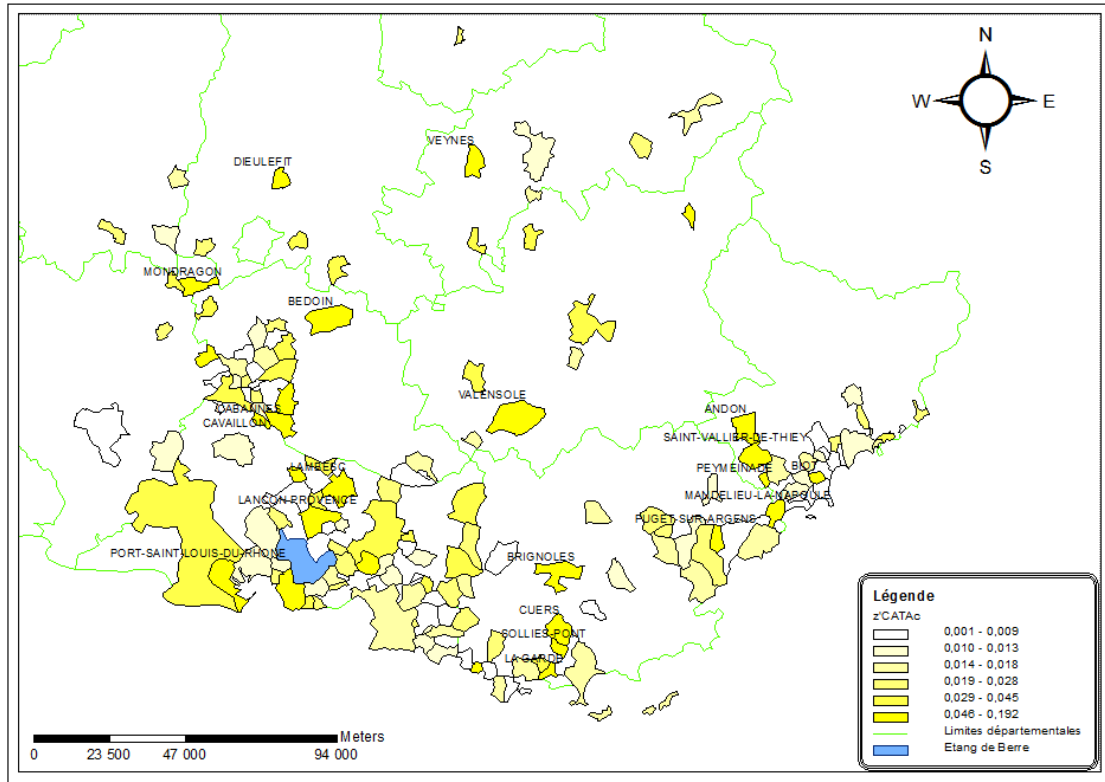 N
W E
S
VEYNES
DIEULEFIT
MONDRAGON
BEDOIN
VALENSOLE
CABANNES
CAVAILLON
ANDON
SAINT-VALLIER-DE-THIEY
PEYMEINADE BIOT
MANDELIEU-LA-NAPOULE
LAMBESC
LANCON-PROVENCE
PUGET-SUR-ARGENS
PORT-SAINT-LOUIS-DU-RHONE
BRIGNOLES
CUERS
SOLLIES-PONT
LA GARDE
Légende
z'CATAc
0,001 - 0,009
0,010 - 0,013
0,014 - 0,018
0,019 - 0,028
0,029 - 0,045
0,046 - 0,192
Limites départementales
Etang de Berre
Meters
0 23 500 47 000 94 000